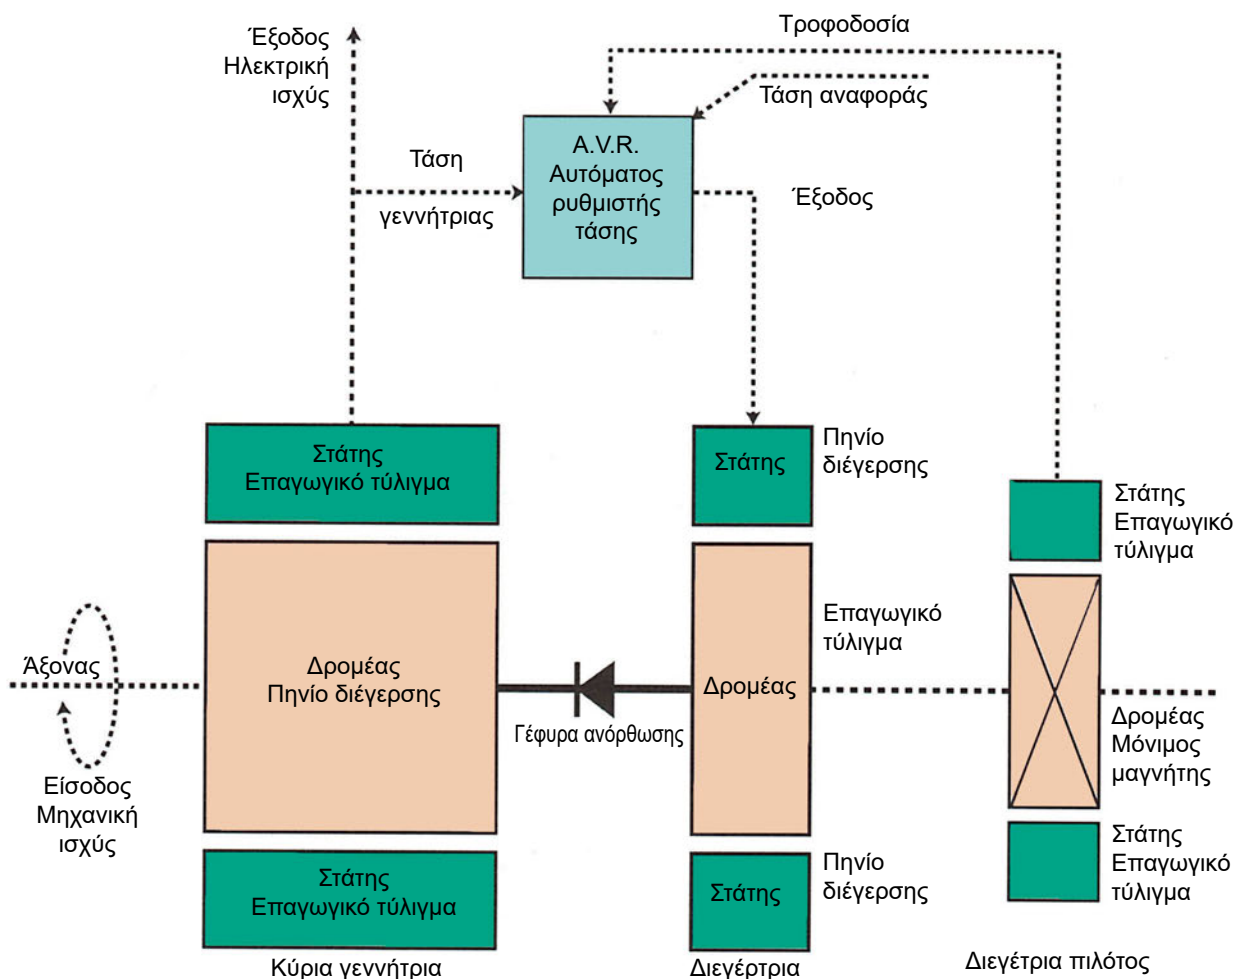 Τροφοδοσία
Έξοδος
Ηλεκτρική
ισχύς
Τάση αναφοράς
A.V.R.
Αυτόματος
ρυθμιστής
τάσης
Τάση
γεννήτριας
Έξοδος
Στάτης
Επαγωγικό τύλιγμα
Στάτης
Πηνίο
διέγερσης
Στάτης
Επαγωγικό
τύλιγμα
Άξονας
Δρομέας
Πηνίο διέγερσης
Γέφυρα ανόρθωσης
Δρομέας
Επαγωγικό
τύλιγμα
Δρομέας
Μόνιμος
μαγνήτης
Είσοδος
Μηχανική
ισχύς
Στάτης
Επαγωγικό τύλιγμα
Στάτης
Πηνίο
διέγερσης
Στάτης
Επαγωγικό
τύλιγμα
Κύρια γεννήτρια
Διεγέρτρια
Διεγέτρια πιλότος